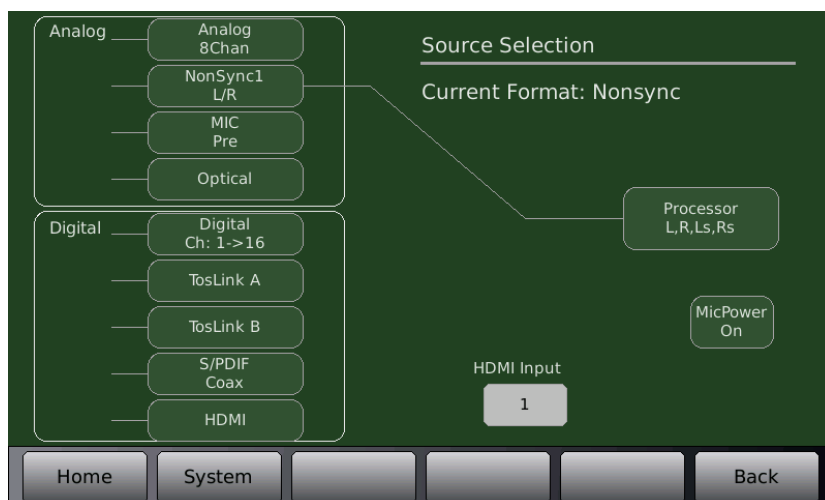 Analog
Analog
8Chan
NonSync1
L/R
MIC
Pre
Optical
Digital
Digital
Ch: 1->16
TosLink A
TosLink B
S/PDIF
Coax
HDMI
Source Selection
Current Format: Nonsync
Processor
L,R,Ls,Rs
MicPower
On
HDMI Input
1
Home
System
Back